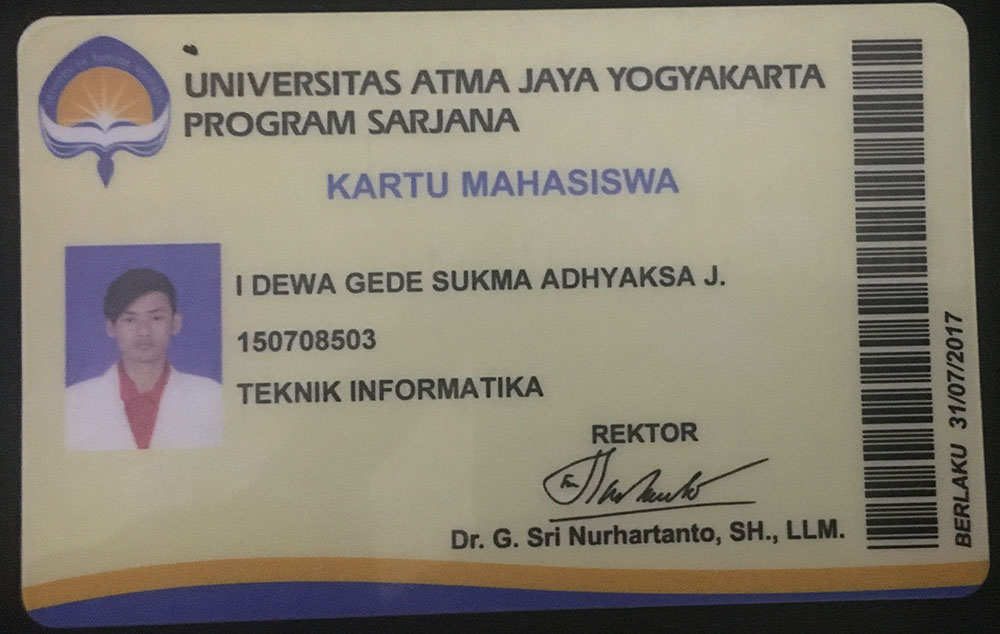 UNIVERSITAS ATMA JAYA YOGYAKARTA
PROGRAM SARJANA
KARTU MAHASISWA
I DEWA GEDE SUKMA ADHYAKSA J.
150708503
TEKNIK INFORMATIKA
REKTOR
Dr. G. Sri Nurhartanto, SH., LLM.
BERLAKU 31/07/2017